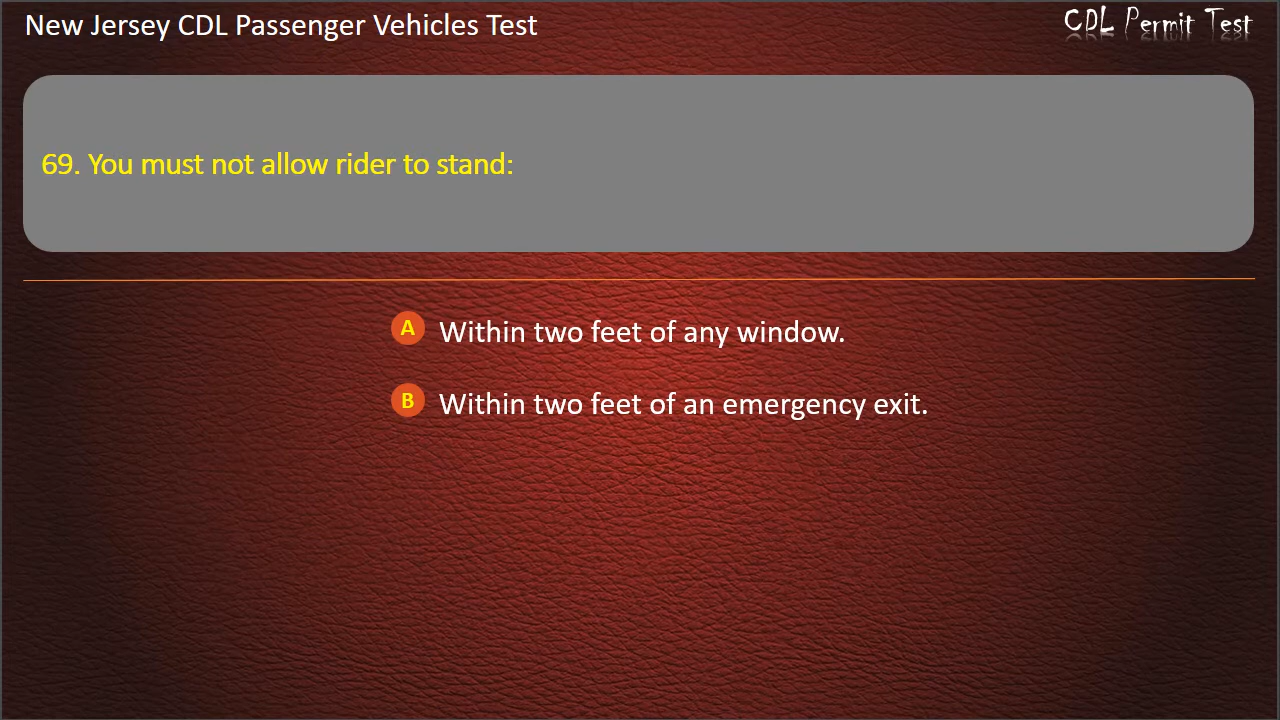 New Jersey CDL Passenger Vehicles Test
CDL Permit Test
69. You must not allow rider to stand:
A Within two feet of any window.
B Within two feet of an emergency exit.